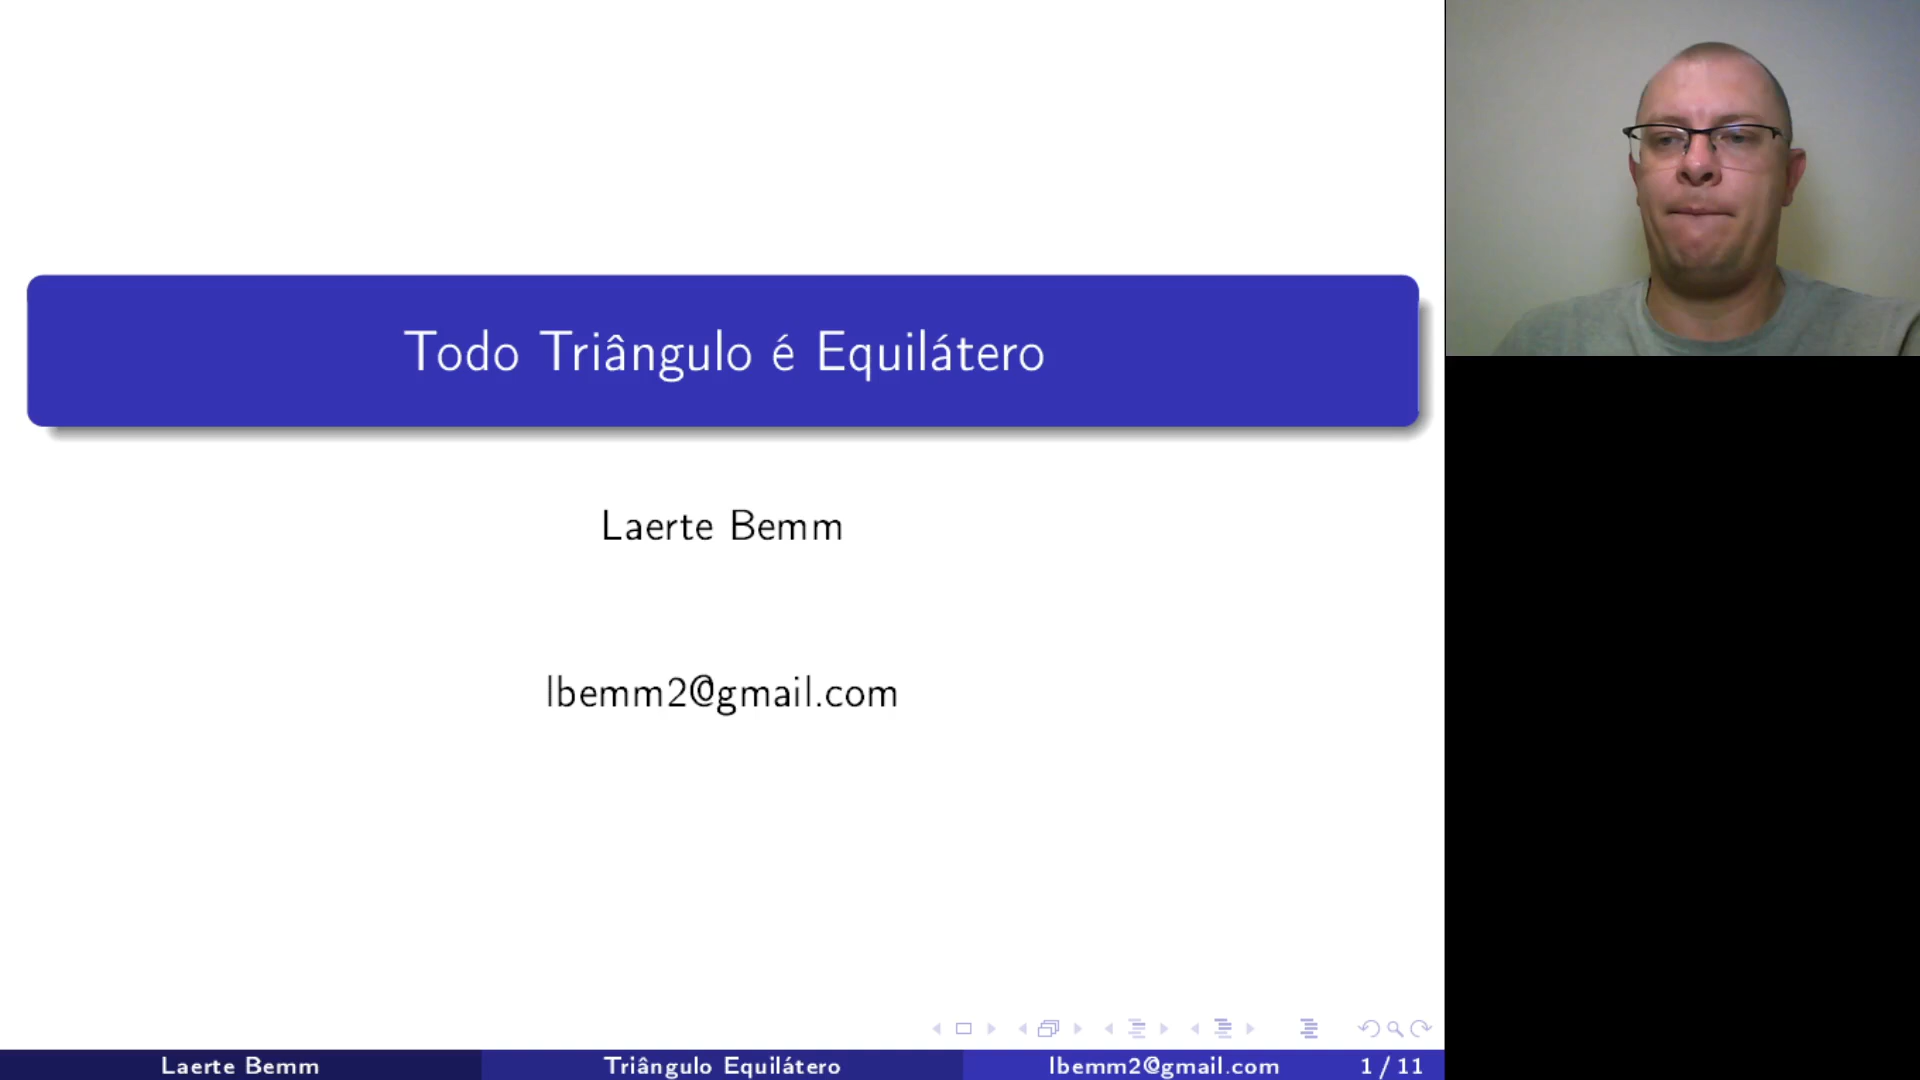 Todo Triângulo é Equilátero
Laerte Bemm
lbemm2@gmail.com
Laerte Bemm
Triângulo Equilátero
lbemm2@gmail.com
1 / 11